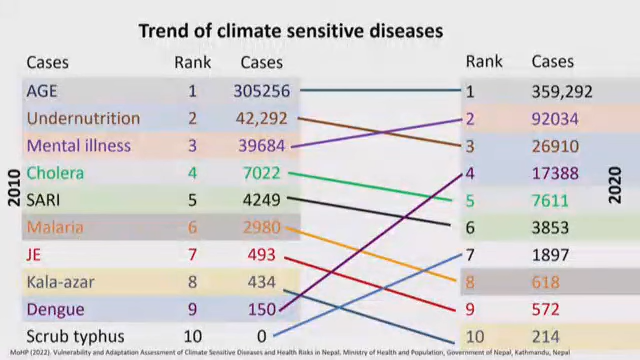 Trend of climate sensitive diseases
Cases Rank Cases Rank Cases
AGE 1 305256 1 359,292
Undernutrition 2 42,292 2 92034
Mental illness 3 39684 3 26910
Cholera 4 7022 4 17388
SARI 5 4249 5 7611
Malaria 6 2980 6 3853
JE 7 493 7 1897
Kala-azar 8 434 8 618
Dengue 9 150 9 572
Scrub typhus 10 0 10 214
2010
2020
MoHP (2022). Vulnerability and Adaptation Assessment of Climate Sensitive Diseases and Health Risks in Nepal. Ministry of Health and Population, Government of Nepal, Kathmandu, Nepal